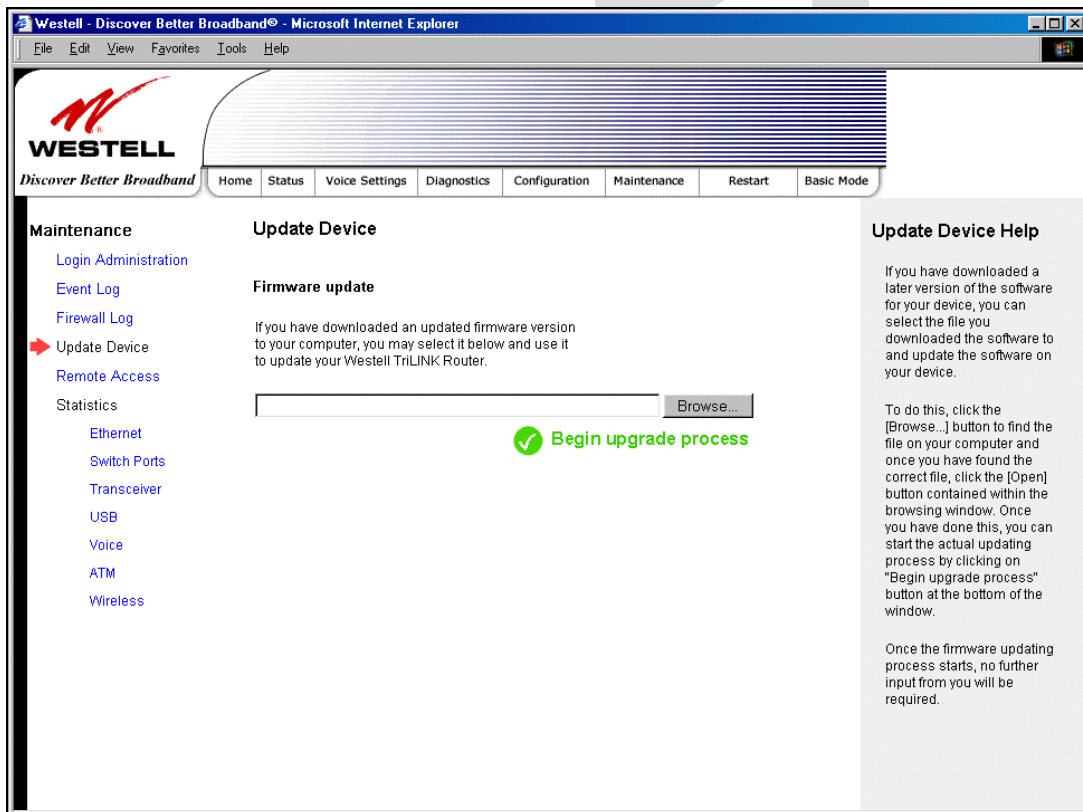 Westell - Discover Better Broadband® - Microsoft Internet Explorer
File Edit View Favorites Tools Help
WESTELL
Discover Better Broadband
Home Status Voice Settings Diagnostics Configuration Maintenance Restart Basic Mode
Maintenance
Login Administration
Event Log
Firewall Log
Update Device
Remote Access
Statistics
Ethernet
Switch Ports
Transceiver
USB
Voice
ATM
Wireless
Update Device
Firmware update
If you have downloaded an updated firmware version
to your computer, you may select it below and use it
to update your Westell TriLINK Router.
Browse...
Begin upgrade process
Update Device Help
If you have downloaded a
later version of the software
for your device, you can
select the file you
downloaded the software to
and update the software on
your device.
To do this, click the
[Browse...] button to find the
file on your computer and
once you have found the
correct file, click the [Open]
button contained within the
browsing window. Once
you have done this, you can
start the actual updating
process by clicking on
"Begin upgrade process"
button at the bottom of the
window.
Once the firmware updating
process starts, no further
input from you will be
required.